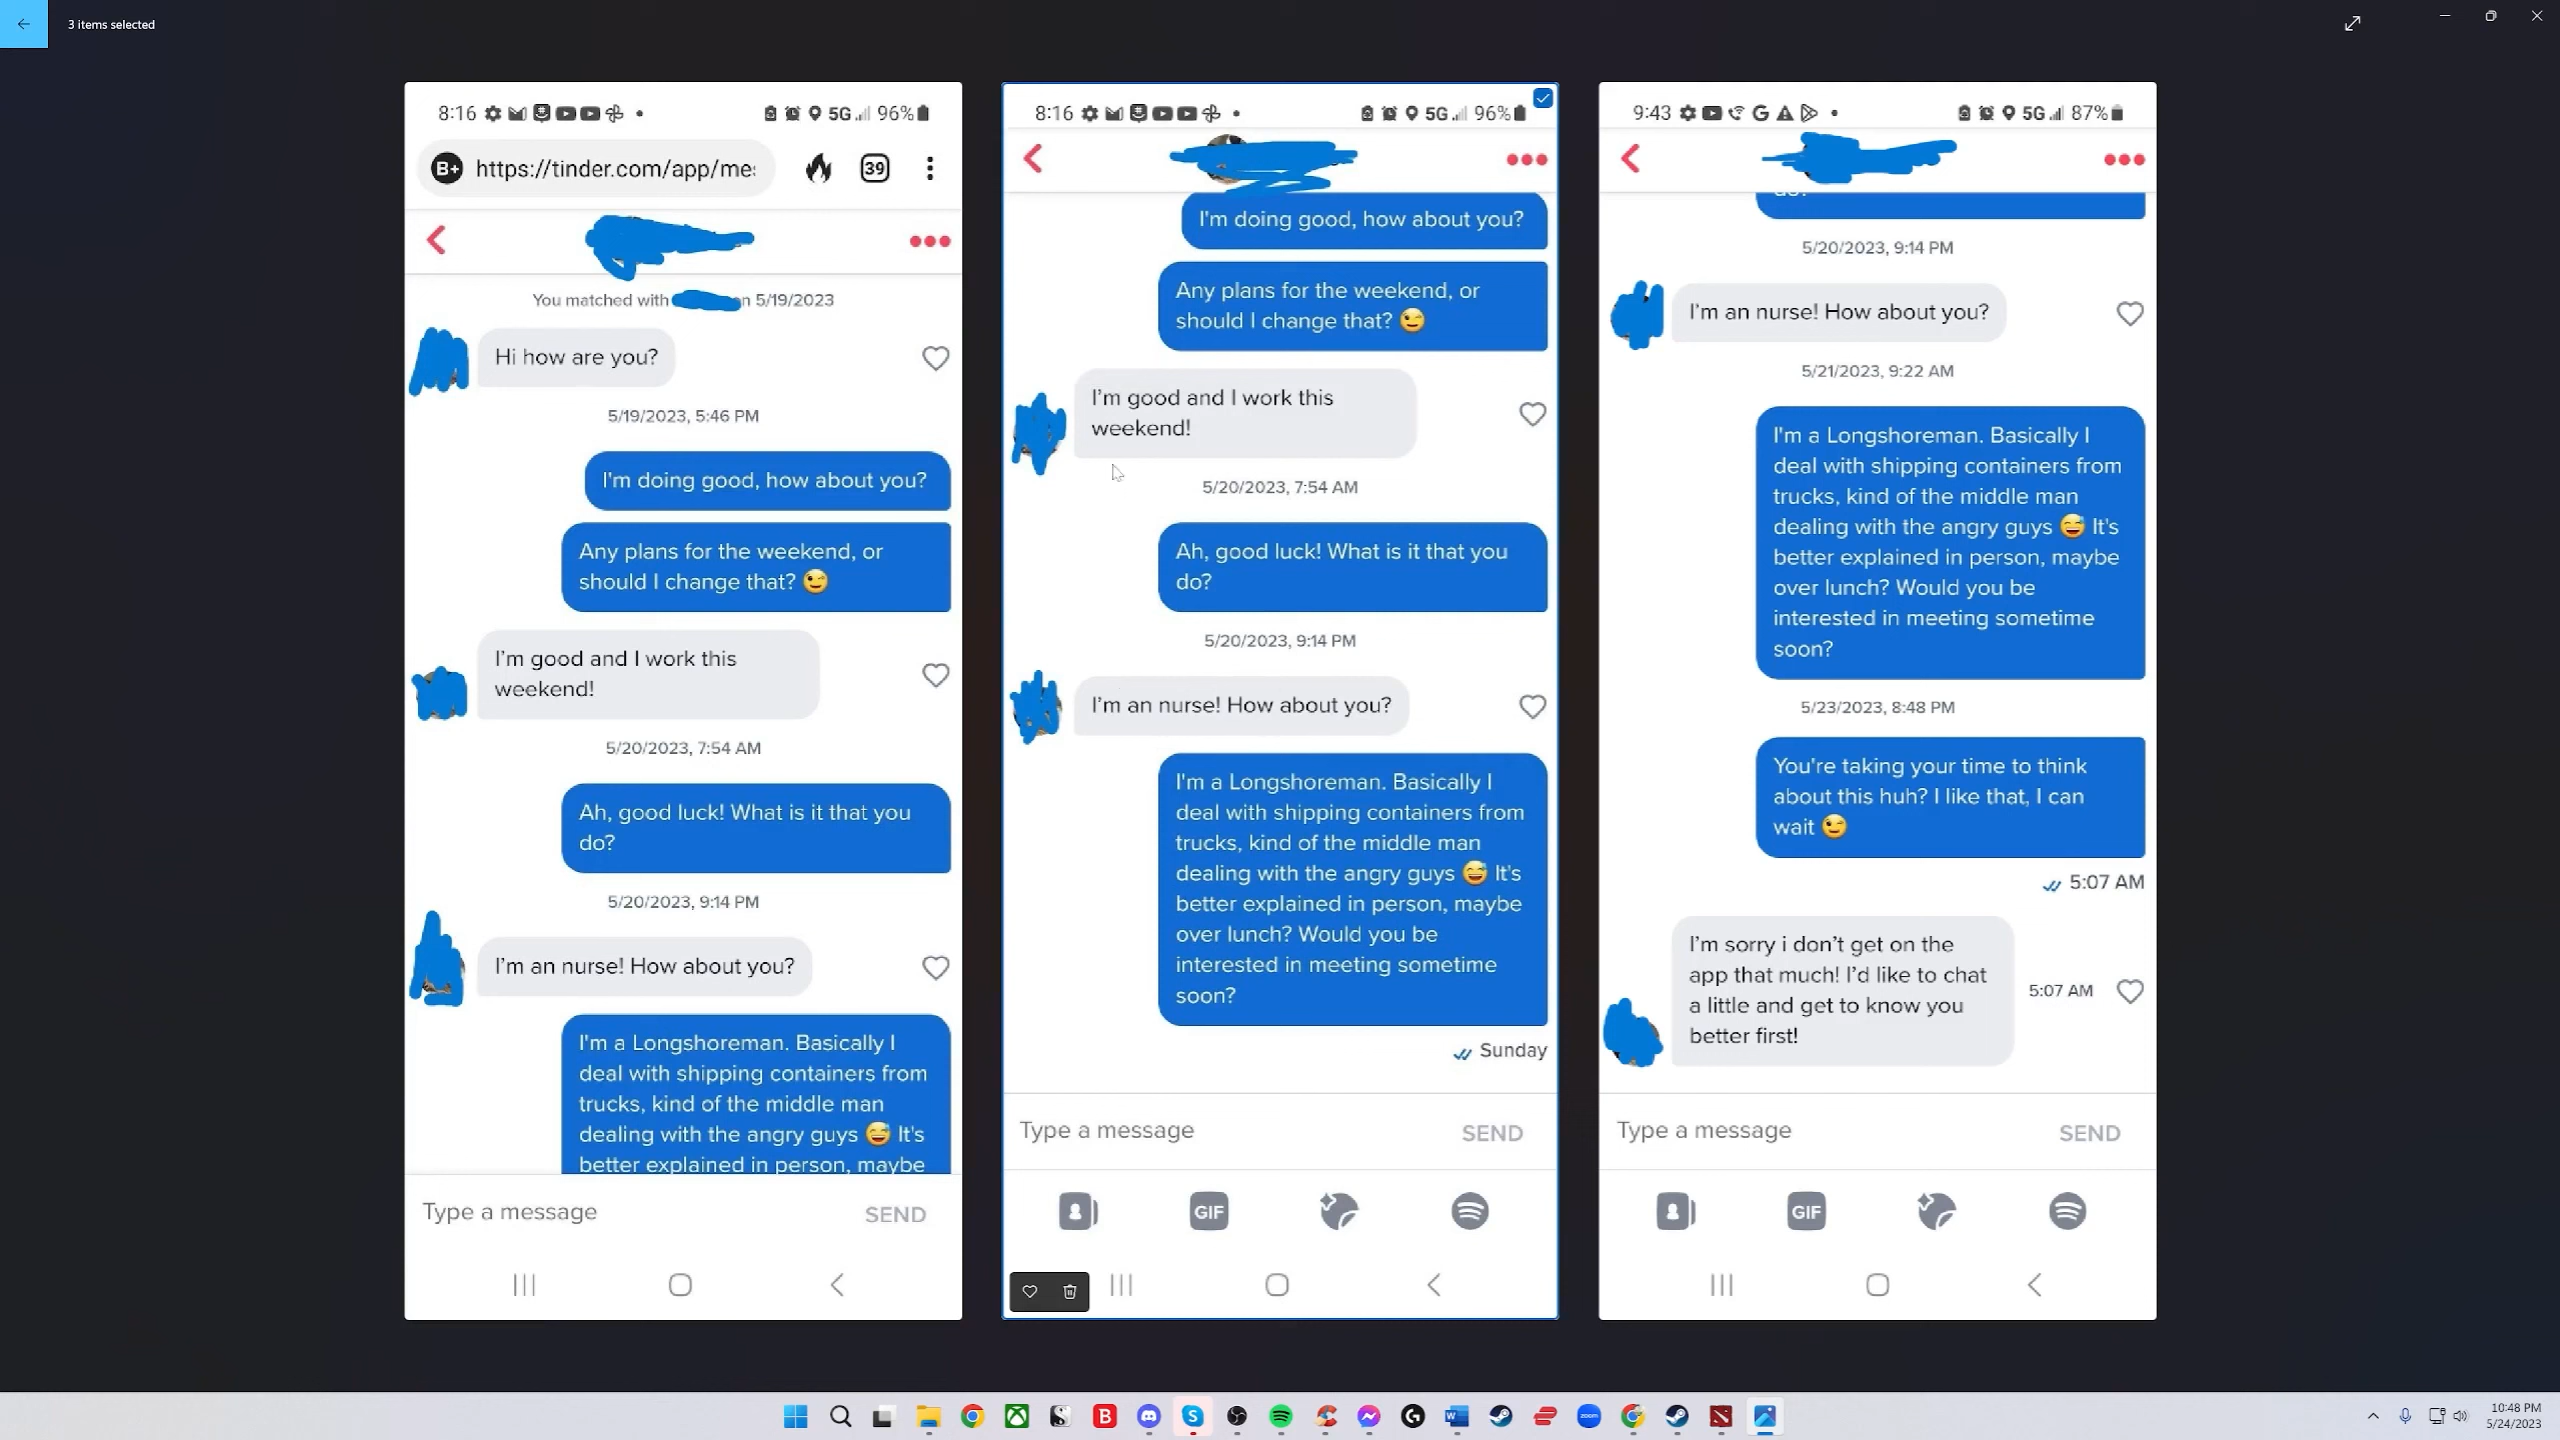 3 items selected
8:16 5G 96%
B+ https://tinder.com/app/me: 39
You matched with n 5/19/2023
Hi how are you?
5/19/2023, 5:46 PM
I'm doing good, how about you?
Any plans for the weekend, or
should I change that? 😉
I'm good and I work this
weekend!
5/20/2023, 7:54 AM
Ah, good luck! What is it that you
do?
5/20/2023, 9:14 PM
I'm an nurse! How about you?
I'm a Longshoreman. Basically I
deal with shipping containers from
trucks, kind of the middle man
dealing with the angry guys 😅 It's
better explained in person, maybe
Type a message SEND
8:16 5G 96%
I'm doing good, how about you?
Any plans for the weekend, or
should I change that? 😉
I'm good and I work this
weekend!
5/20/2023, 7:54 AM
Ah, good luck! What is it that you
do?
5/20/2023, 9:14 PM
I'm an nurse! How about you?
I'm a Longshoreman. Basically I
deal with shipping containers from
trucks, kind of the middle man
dealing with the angry guys 😅 It's
better explained in person, maybe
over lunch? Would you be
interested in meeting sometime
soon?
Sunday
Type a message SEND
GIF
9:43 G 5G 87%
do?
5/20/2023, 9:14 PM
I'm an nurse! How about you?
5/21/2023, 9:22 AM
I'm a Longshoreman. Basically I
deal with shipping containers from
trucks, kind of the middle man
dealing with the angry guys 😅 It's
better explained in person, maybe
over lunch? Would you be
interested in meeting sometime
soon?
5/23/2023, 8:48 PM
You're taking your time to think
about this huh? I like that, I can
wait 😉
5:07 AM
I'm sorry i don't get on the
app that much! I'd like to chat
a little and get to know you
better first!
5:07 AM
Type a message SEND
GIF
zoom
10:48 PM
5/24/2023